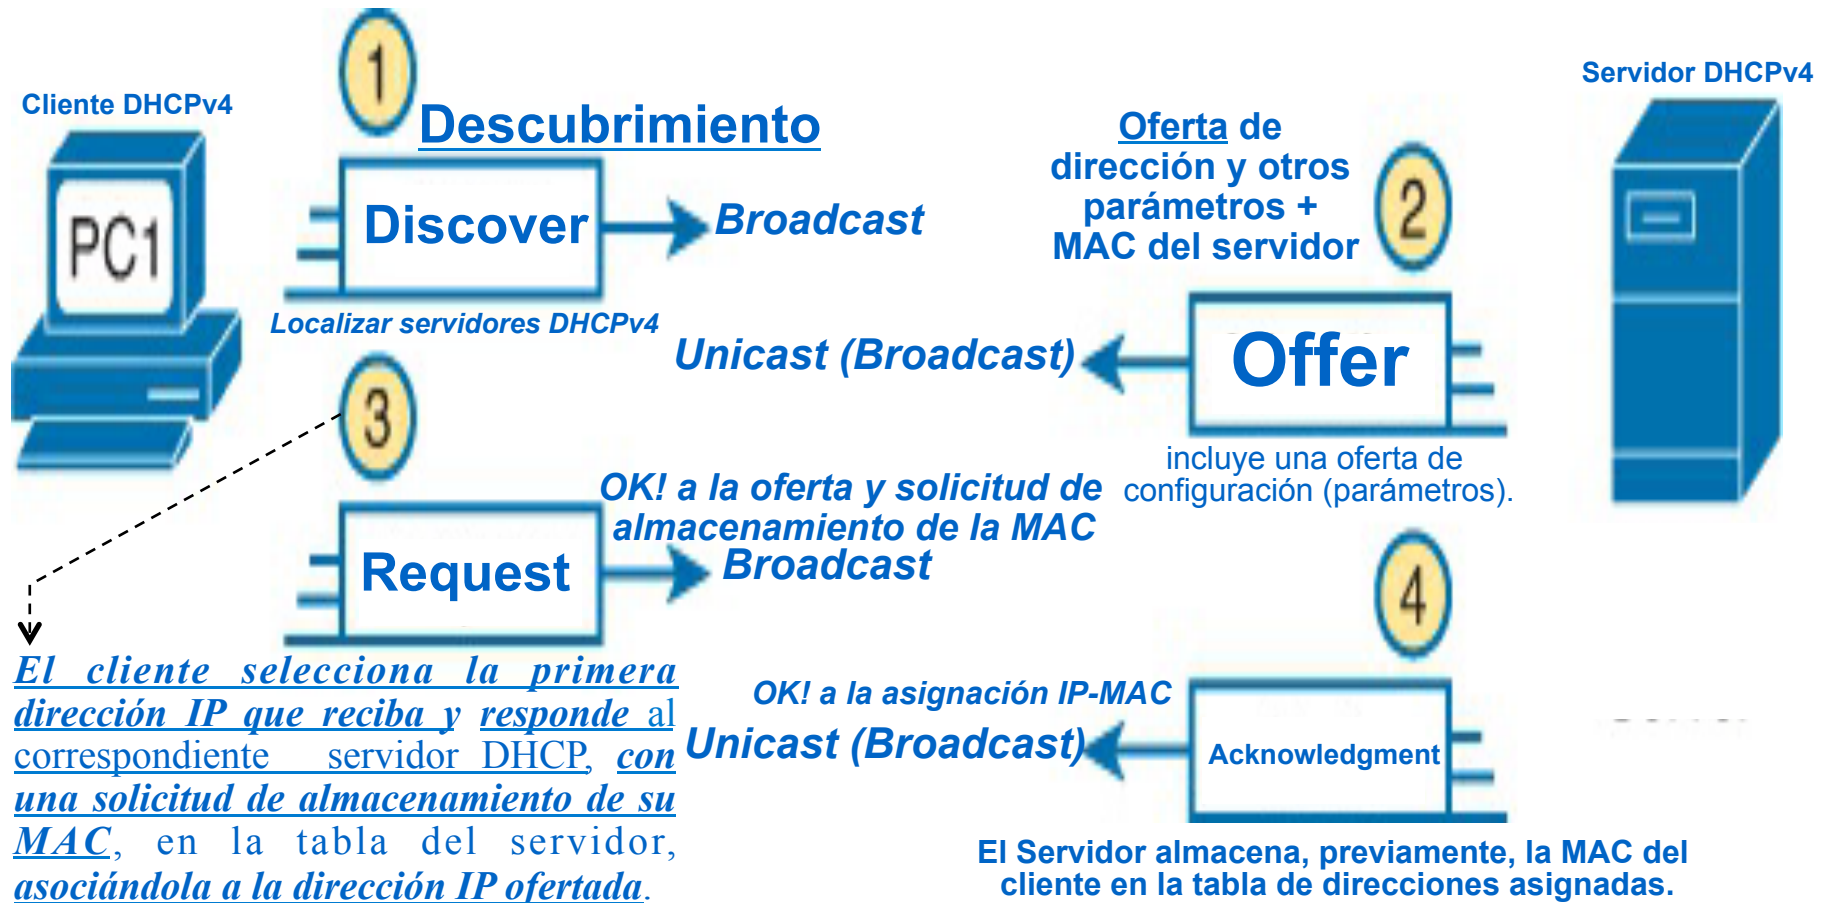 1
Cliente DHCPv4
Servidor DHCPv4
Descubrimiento
PC1
Discover
Broadcast
Localizar servidores DHCPv4
Oferta de
dirección y otros
parámetros +
MAC del servidor
2
Unicast (Broadcast)
Offer
incluye una oferta de
configuración (parámetros).
3
OK! a la oferta y solicitud de
almacenamiento de la MAC
Request
Broadcast
El cliente selecciona la primera
dirección IP que reciba y responde al
correspondiente servidor DHCP, con
una solicitud de almacenamiento de su
MAC, en la tabla del servidor,
asociándola a la dirección IP ofertada.
4
OK! a la asignación IP-MAC
Unicast (Broadcast)
Acknowledgment
El Servidor almacena, previamente, la MAC del
cliente en la tabla de direcciones asignadas.